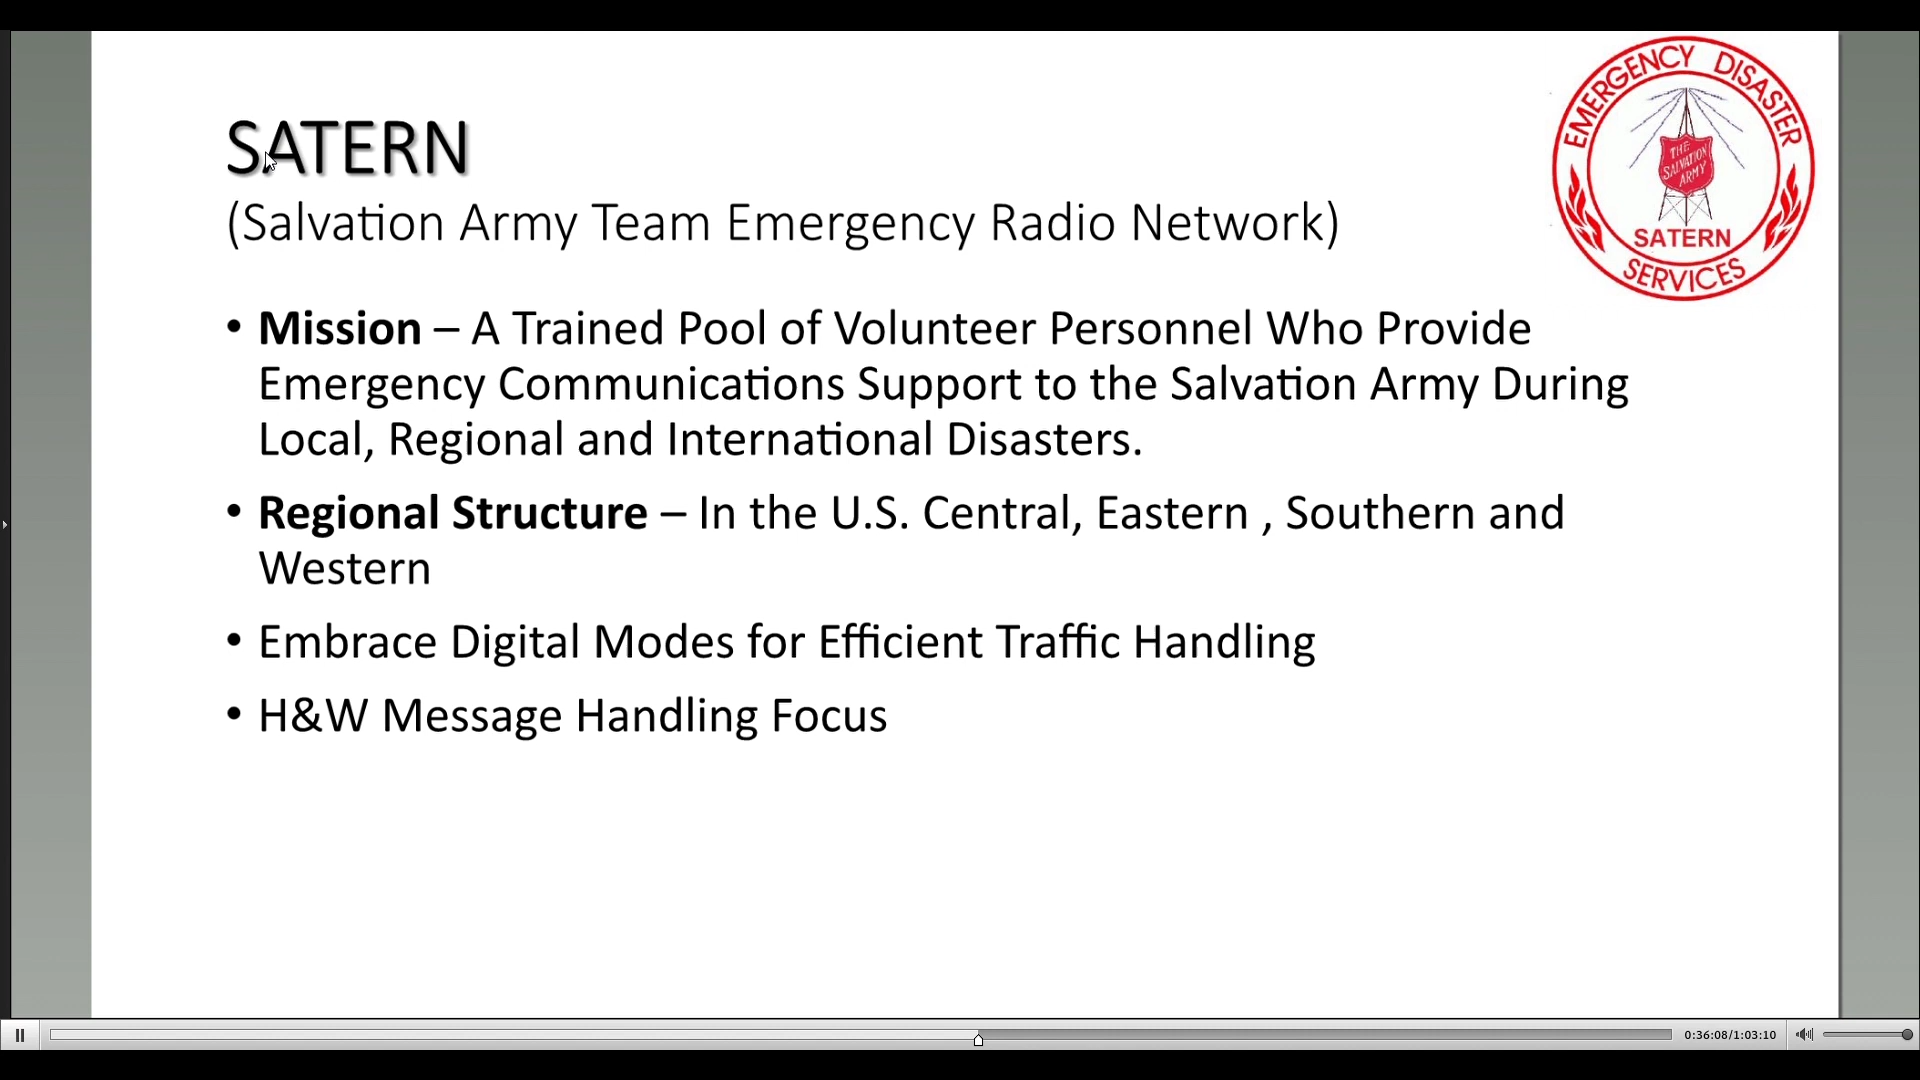 EMERGENCY DISASTER
THE
SALVATION
ARMY
SATERN
SERVICES
SATERN
(Salvation Army Team Emergency Radio Network)
• Mission – A Trained Pool of Volunteer Personnel Who Provide
Emergency Communications Support to the Salvation Army During
Local, Regional and International Disasters.
• Regional Structure – In the U.S. Central, Eastern , Southern and
Western
• Embrace Digital Modes for Efficient Traffic Handling
• H&W Message Handling Focus
0:36:08/1:03:10